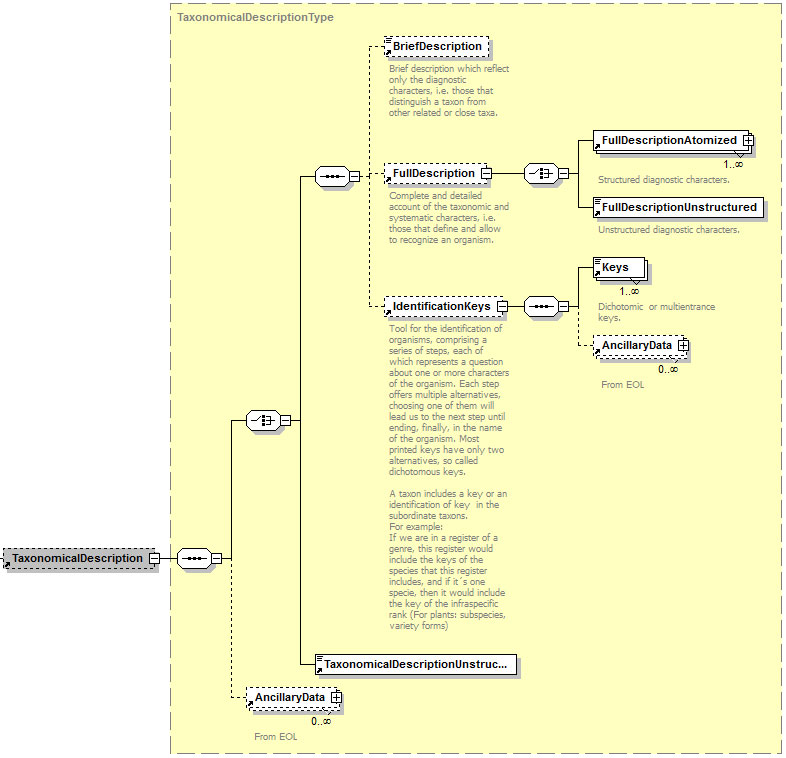 TaxonomicalDescriptionType
BriefDescription
Brief description which reflect
only the diagnostic
characters, i.e. those that
distinguish a taxon from
other related or close taxa.
FullDescription
Complete and detailed
account of the taxonomic and
systematic characters, i.e.
those that define and allow
to recognize an organism.
FullDescriptionAtomized
1..∞
Structured diagnostic characters.
FullDescriptionUnstructured
Unstructured diagnostic characters.
IdentificationKeys
Tool for the identification of
organisms, comprising a
series of steps, each of
which represents a question
about one or more characters
of the organism. Each step
offers multiple alternatives,
choosing one of them will
lead us to the next step until
ending, finally, in the name
of the organism. Most
printed keys have only two
alternatives, so called
dichotomous keys.
A taxon includes a key or an
identification of key  in the
subordinate taxons.
For example:
If we are in a register of a
genre, this register would
include the keys of the
species that this register
includes, and if it´s one
specie, then it would include
the key of the infraspecific
rank (For plants: subspecies,
variety forms)
Keys
1..∞
Dichotomic  or multientrance
keys.
AncillaryData
0..∞
From EOL
TaxonomicalDescription
TaxonomicalDescriptionUnstruc...
AncillaryData
0..∞
From EOL